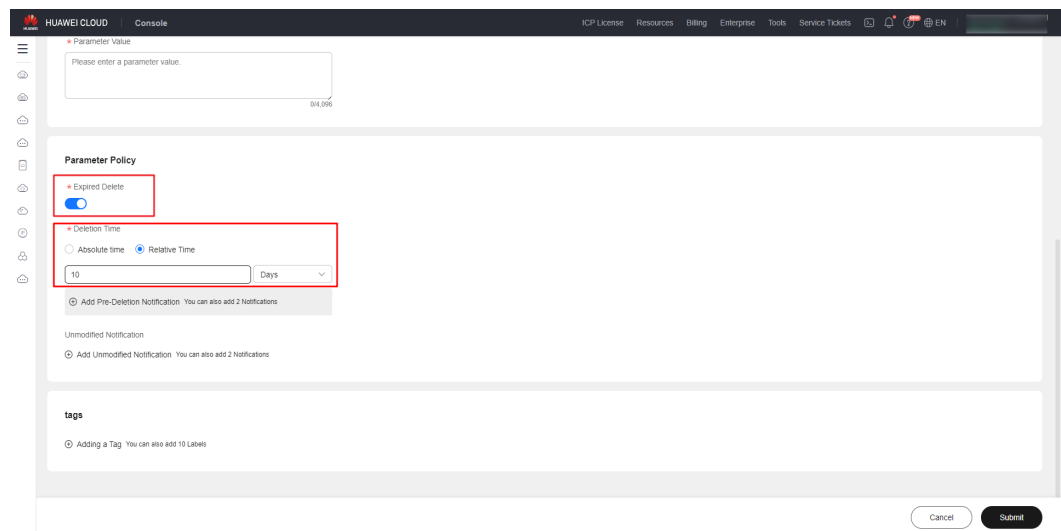 HUAWEI HUAWEI CLOUD Console ICP License Resources Billing Enterprise Tools Service Tickets NEW EN
* Parameter Value
Please enter a parameter value.
0/4,096
Parameter Policy
* Expired Delete
* Deletion Time
Absolute time Relative Time
10 Days
Add Pre-Deletion Notification You can also add 2 Notifications
Unmodified Notification
Add Unmodified Notification You can also add 2 Notifications
tags
Adding a Tag You can also add 10 Labels
Cancel Submit